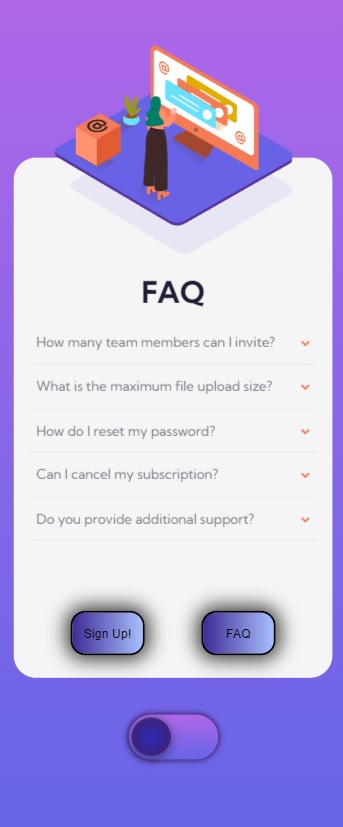 @
@
@
FAQ
How many team members can I invite?
What is the maximum file upload size?
How do I reset my password?
Can I cancel my subscription?
Do you provide additional support?
Sign Up! FAQ